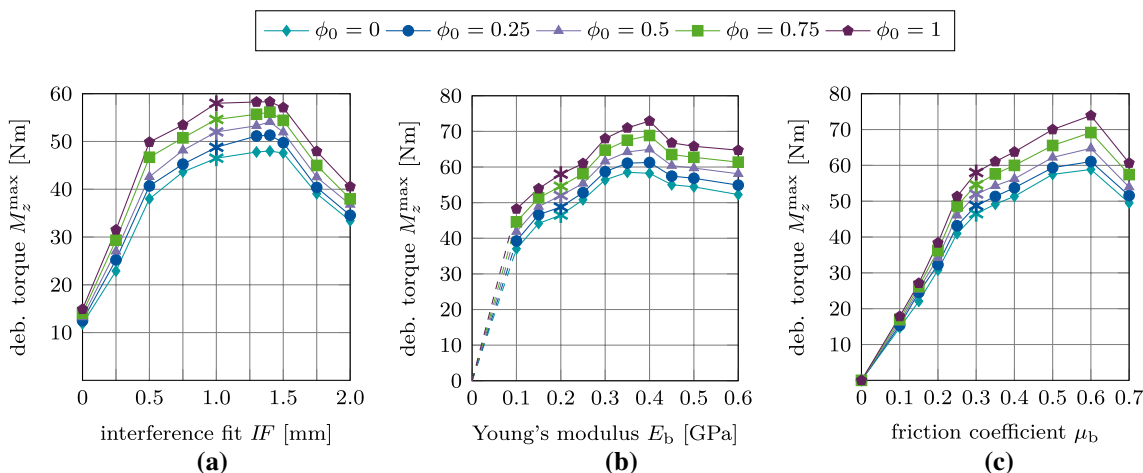 ϕ₀ = 0 ϕ₀ = 0.25 ϕ₀ = 0.5 ϕ₀ = 0.75 ϕ₀ = 1
deb. torque M_z^max [Nm]
60
50
40
30
20
10
0 0.5 1.0 1.5 2.0
interference fit IF [mm]
(a)
deb. torque M_z^max [Nm]
80
70
60
50
40
30
20
10
0
0 0.1 0.2 0.3 0.4 0.5 0.6
Young's modulus E_b [GPa]
(b)
deb. torque M_z^max [Nm]
80
70
60
50
40
30
20
10
0 0.1 0.2 0.3 0.4 0.5 0.6 0.7
friction coefficient μ_b
(c)